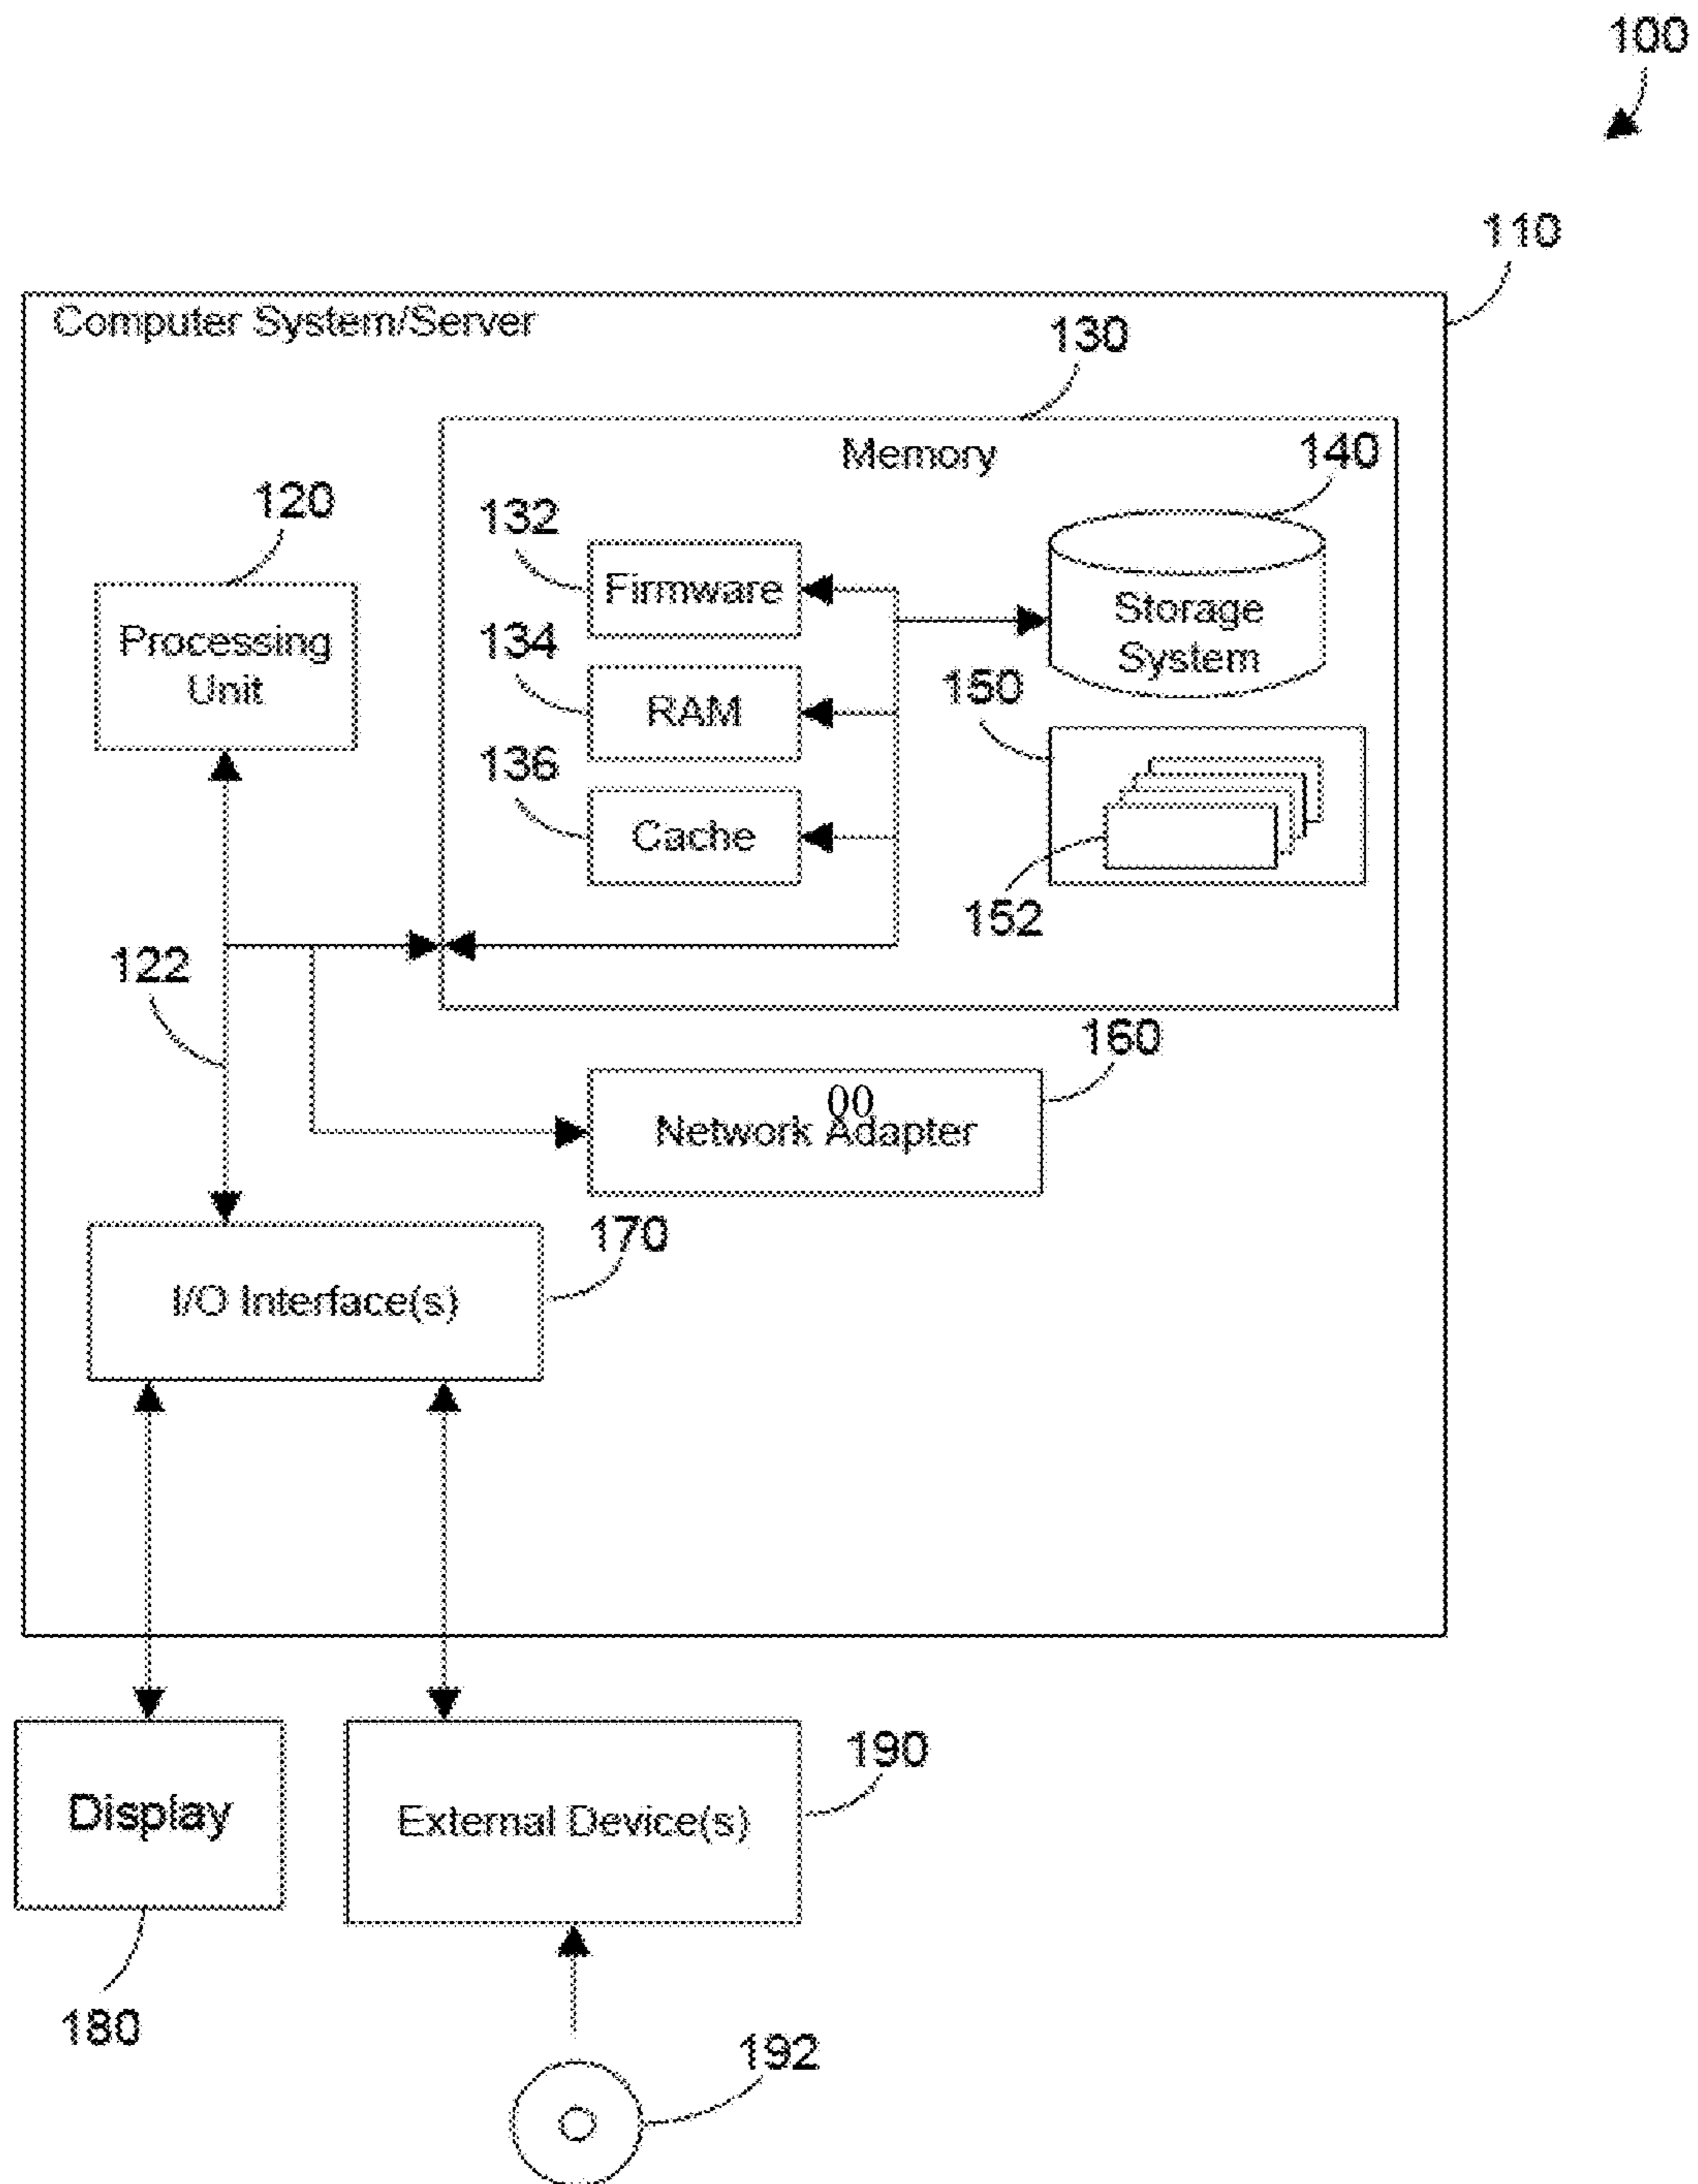 100
110
Computer System/Server
130
Memory
140
120
132
Firmware
Processing
Unit
134
Storage
System
RAM
150
136
Cache
152
122
160
00
Network Adapter
170
I/O Interface(s)
190
Display
External Device(s)
180
192